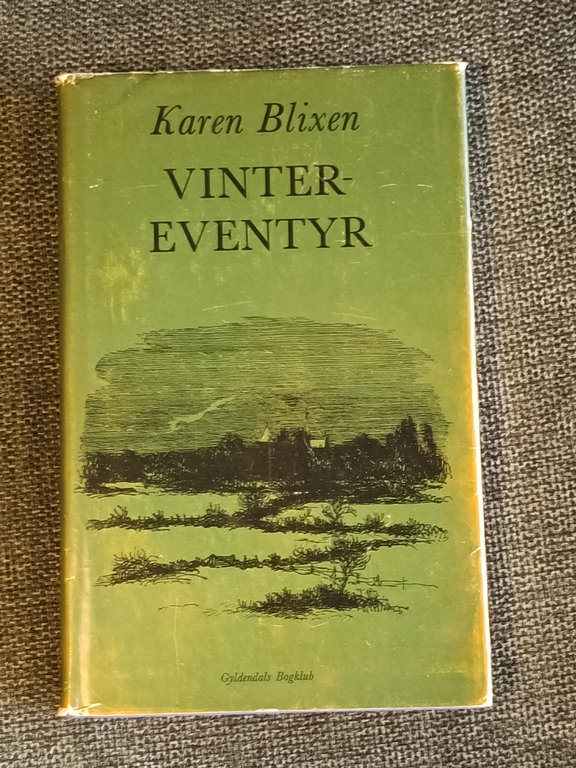 Karen Blixen
VINTER-
EVENTYR
Gyldendals Bogklub